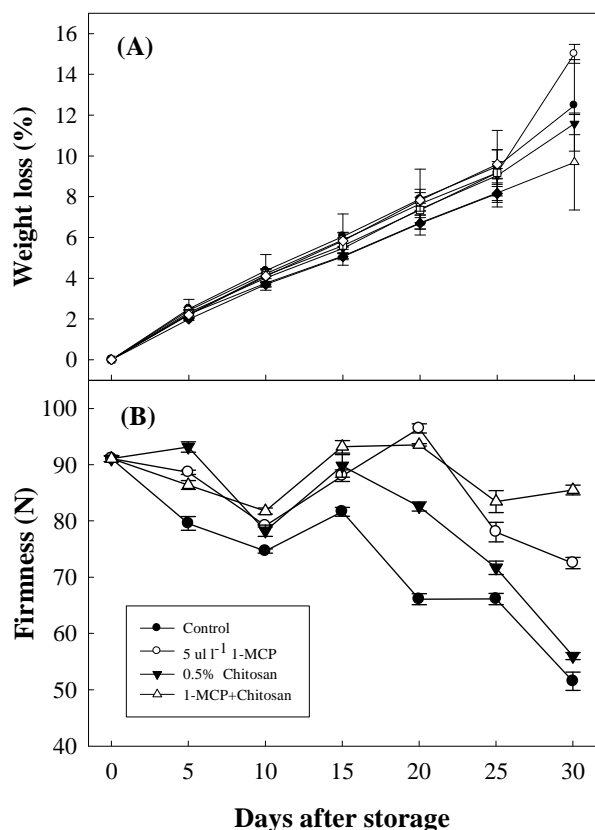 (A)
Weight loss (%)
16
14
12
10
8
6
4
2
0
(B)
Firmness (N)
100
90
80
70
60
50
40
Control
5 ul l⁻¹ 1-MCP
0.5% Chitosan
1-MCP+Chitosan
0 5 10 15 20 25 30
Days after storage